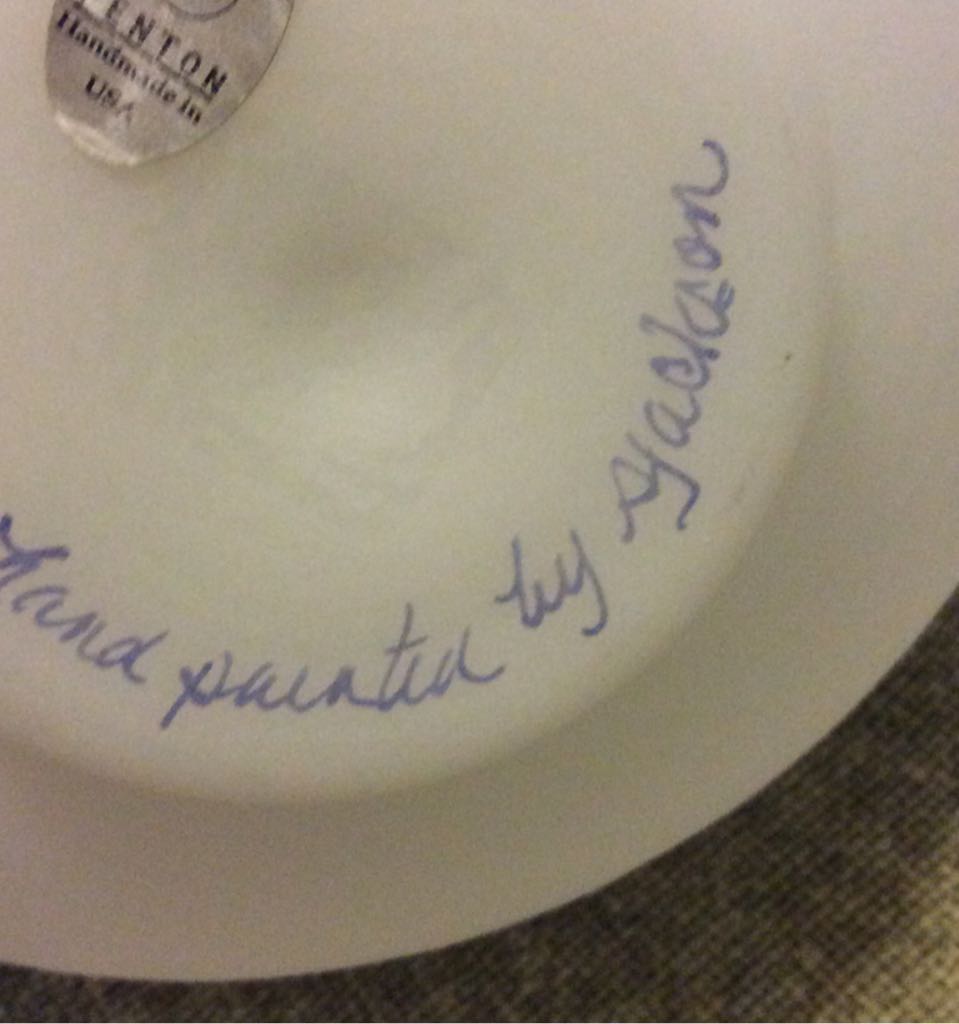 FENTON
Handmade in
USA
Hand painted by S Jackson